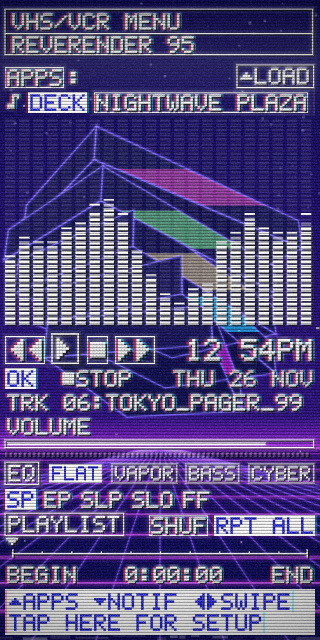 VHS/VCR MENU
REVERENDER 95
APPS: ▲LOAD
♪ DECK NIGHTWAVE PLAZA
12 54PM
OK ■STOP THU 26 NOV
TRK 06:TOKYO_PAGER_99
VOLUME
EQ FLAT VAPOR BASS CYBER
SP EP SLP SLO FF
PLAYLIST SHUF RPT ALL
BEGIN 0:00:00 END
▲APPS ▼NOTIF ◀▶SWIPE
TAP HERE FOR SETUP